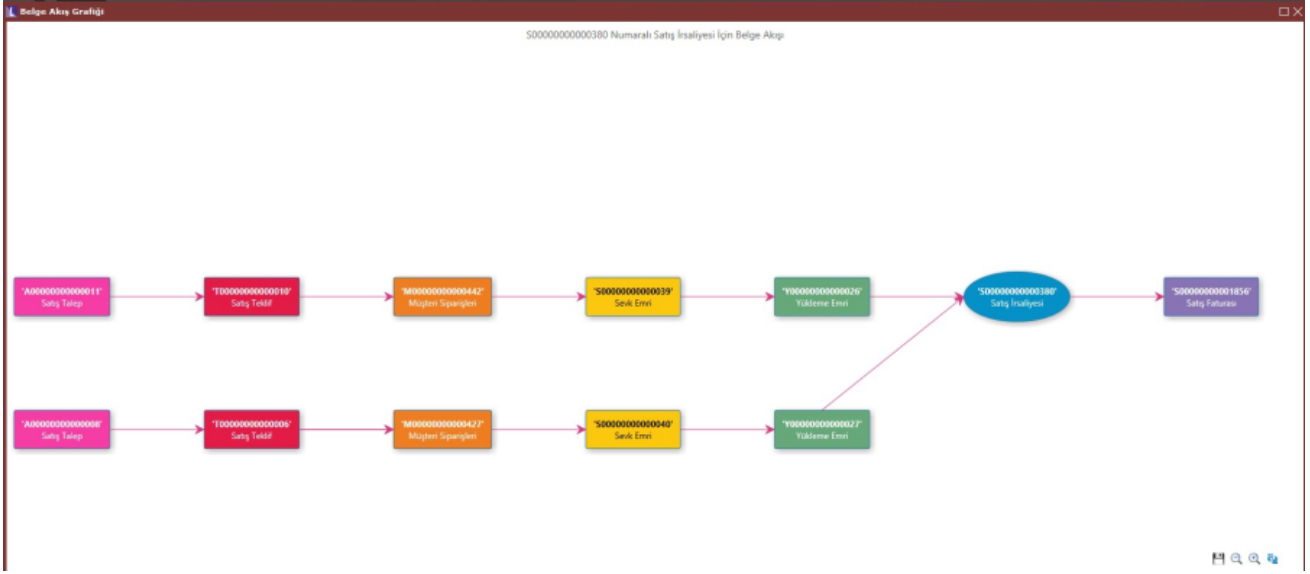 Belge Akış Grafiği
S00000000000380 Numaralı Satış İrsaliyesi İçin Belge Akışı
'A00000000000011'
Satış Talep
'T00000000000010'
Satış Teklif
'M00000000000442'
Müşteri Siparişleri
'S00000000000039'
Sevk Emri
'Y00000000000026'
Yükleme Emri
'S00000000000380'
Satış İrsaliyesi
'S00000000001856'
Satış Faturası
'A00000000000008'
Satış Talep
'T00000000000006'
Satış Teklif
'M00000000000427'
Müşteri Siparişleri
'S00000000000040'
Sevk Emri
'Y00000000000027'
Yükleme Emri